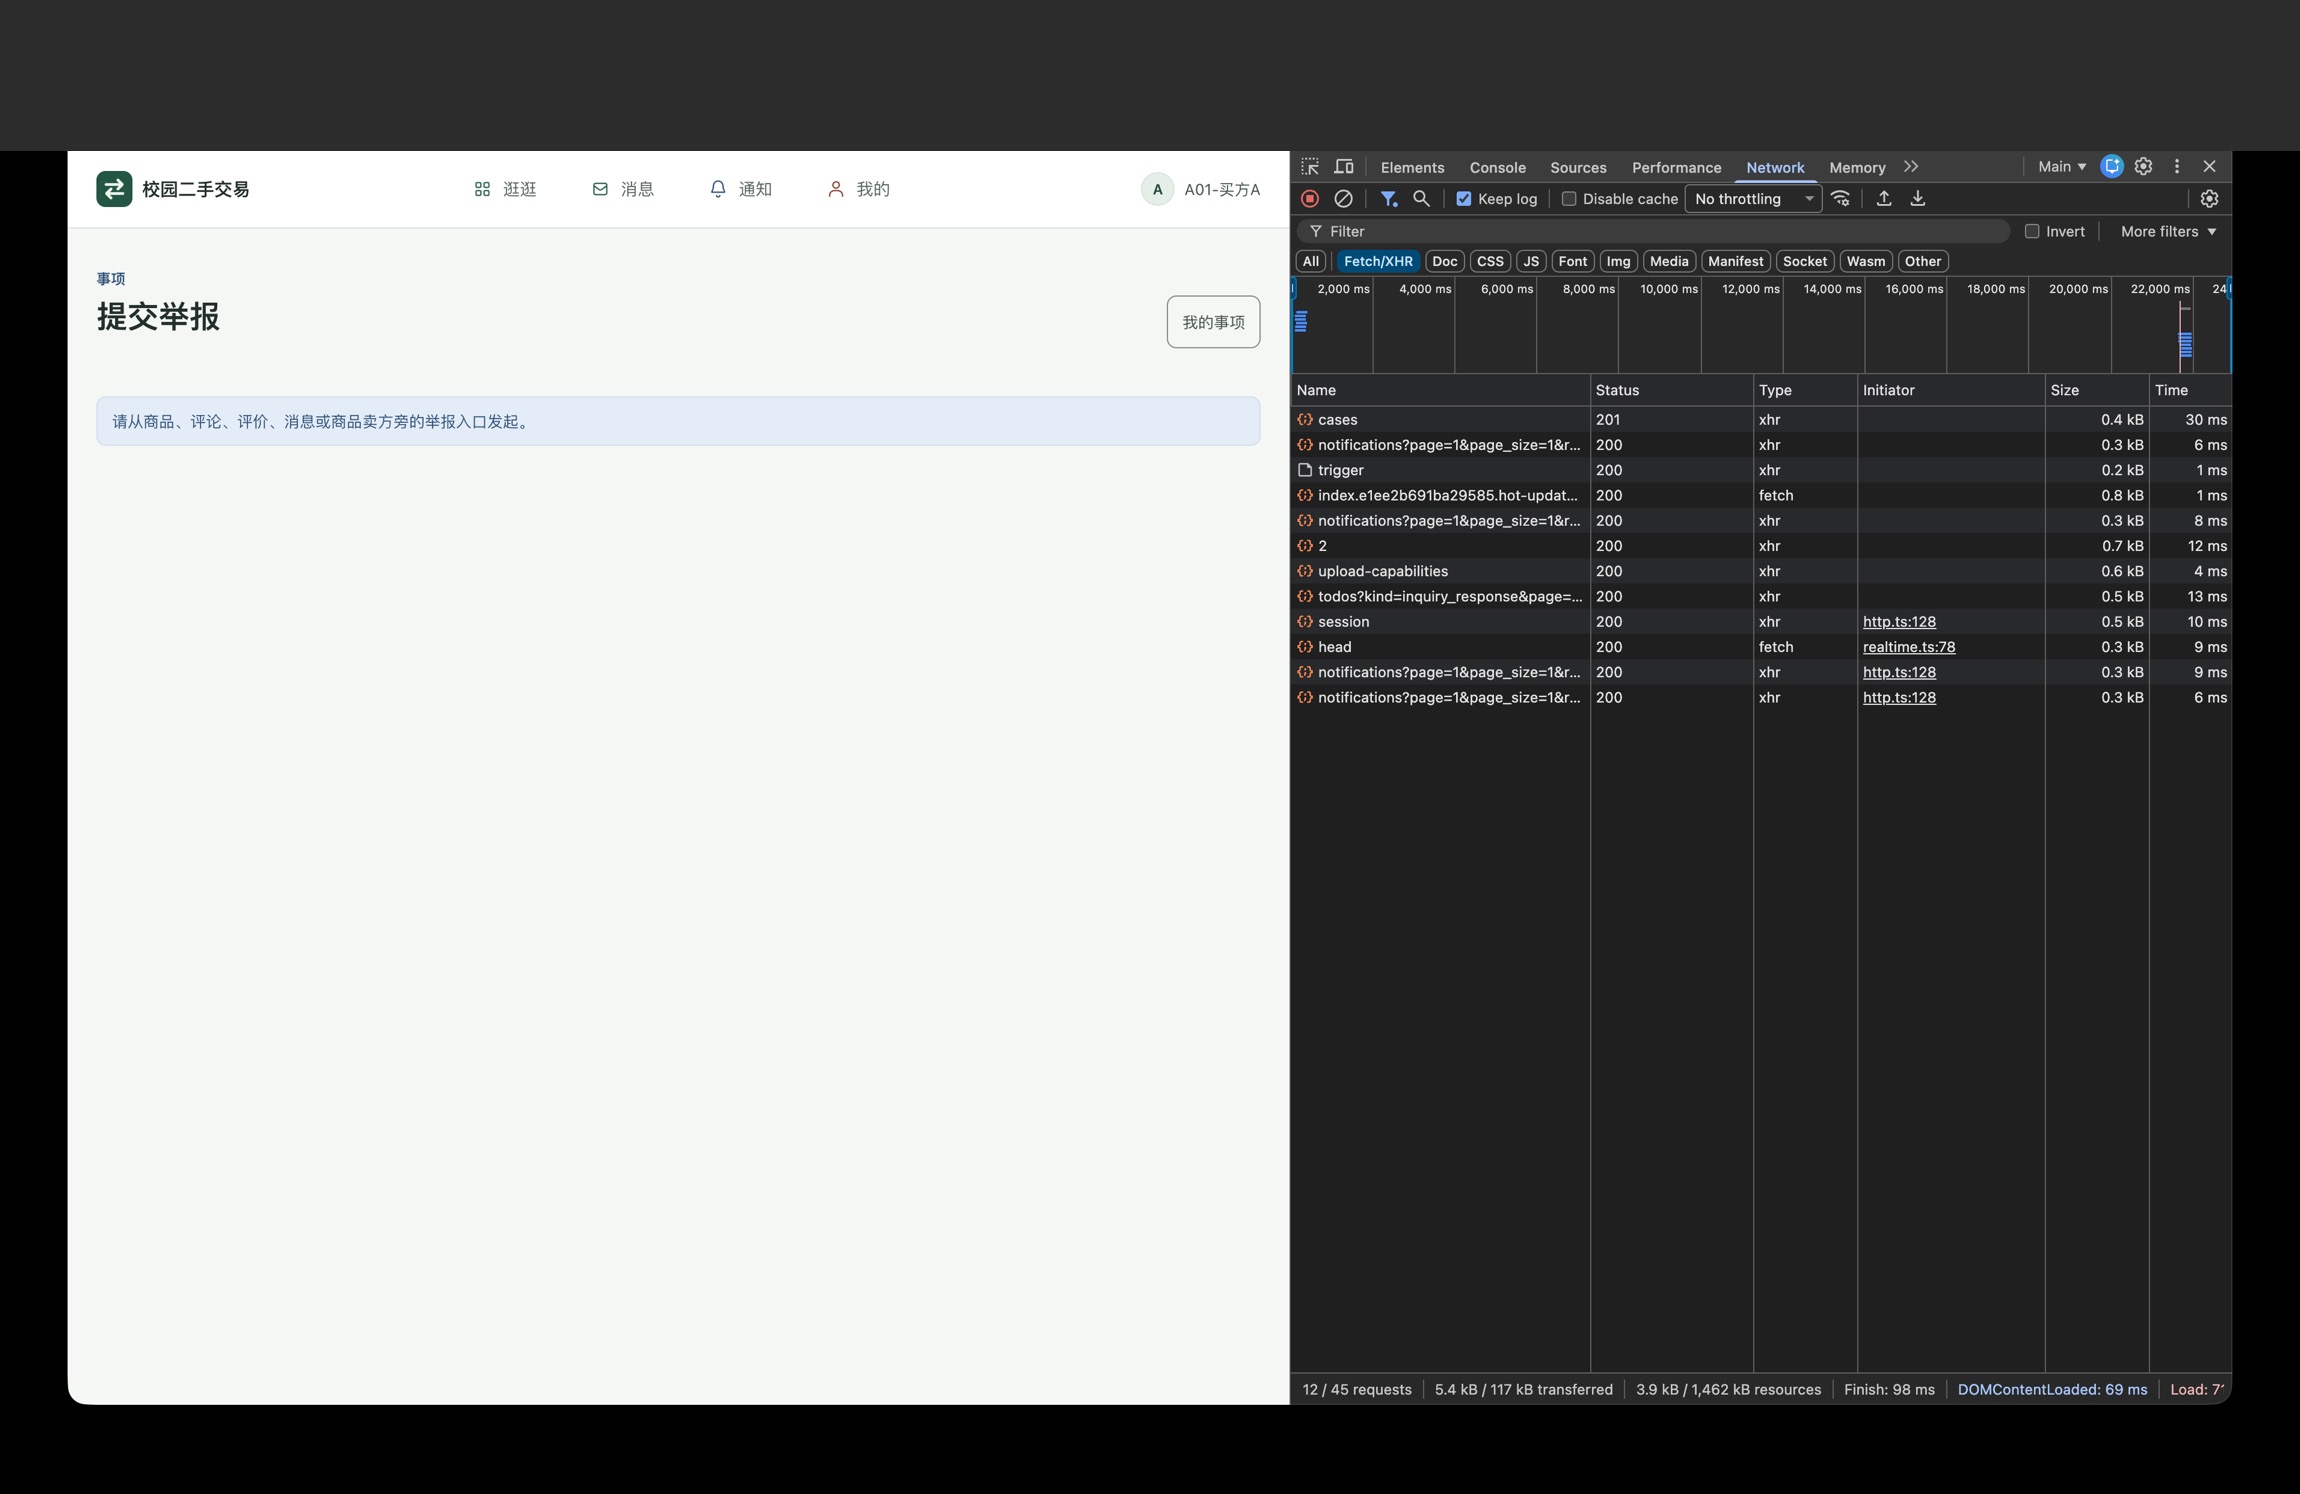 校园二手交易
逛逛
消息
通知
我的
A A01-买方A
事项
提交举报
我的事项
请从商品、评论、评价、消息或商品卖方旁的举报入口发起。
Elements Console Sources Performance Network Memory Main
Keep log Disable cache No throttling
Filter Invert More filters
All Fetch/XHR Doc CSS JS Font Img Media Manifest Socket Wasm Other
2,000 ms 4,000 ms 6,000 ms 8,000 ms 10,000 ms 12,000 ms 14,000 ms 16,000 ms 18,000 ms 20,000 ms 22,000 ms 24
Name Status Type Initiator Size Time
cases 201 xhr 0.4 kB 30 ms
notifications?page=1&page_size=1&r... 200 xhr 0.3 kB 6 ms
trigger 200 xhr 0.2 kB 1 ms
index.e1ee2b691ba29585.hot-updat... 200 fetch 0.8 kB 1 ms
notifications?page=1&page_size=1&r... 200 xhr 0.3 kB 8 ms
2 200 xhr 0.7 kB 12 ms
upload-capabilities 200 xhr 0.6 kB 4 ms
todos?kind=inquiry_response&page=... 200 xhr 0.5 kB 13 ms
session 200 xhr http.ts:128 0.5 kB 10 ms
head 200 fetch realtime.ts:78 0.3 kB 9 ms
notifications?page=1&page_size=1&r... 200 xhr http.ts:128 0.3 kB 9 ms
notifications?page=1&page_size=1&r... 200 xhr http.ts:128 0.3 kB 6 ms
12 / 45 requests 5.4 kB / 117 kB transferred 3.9 kB / 1,462 kB resources Finish: 98 ms DOMContentLoaded: 69 ms Load: